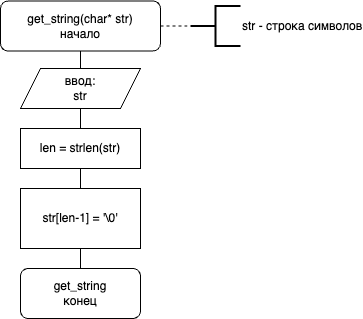 get_string(char* str)
начало
str - строка символов
ввод:
str
len = strlen(str)
str[len-1] = '\0'
get_string
конец